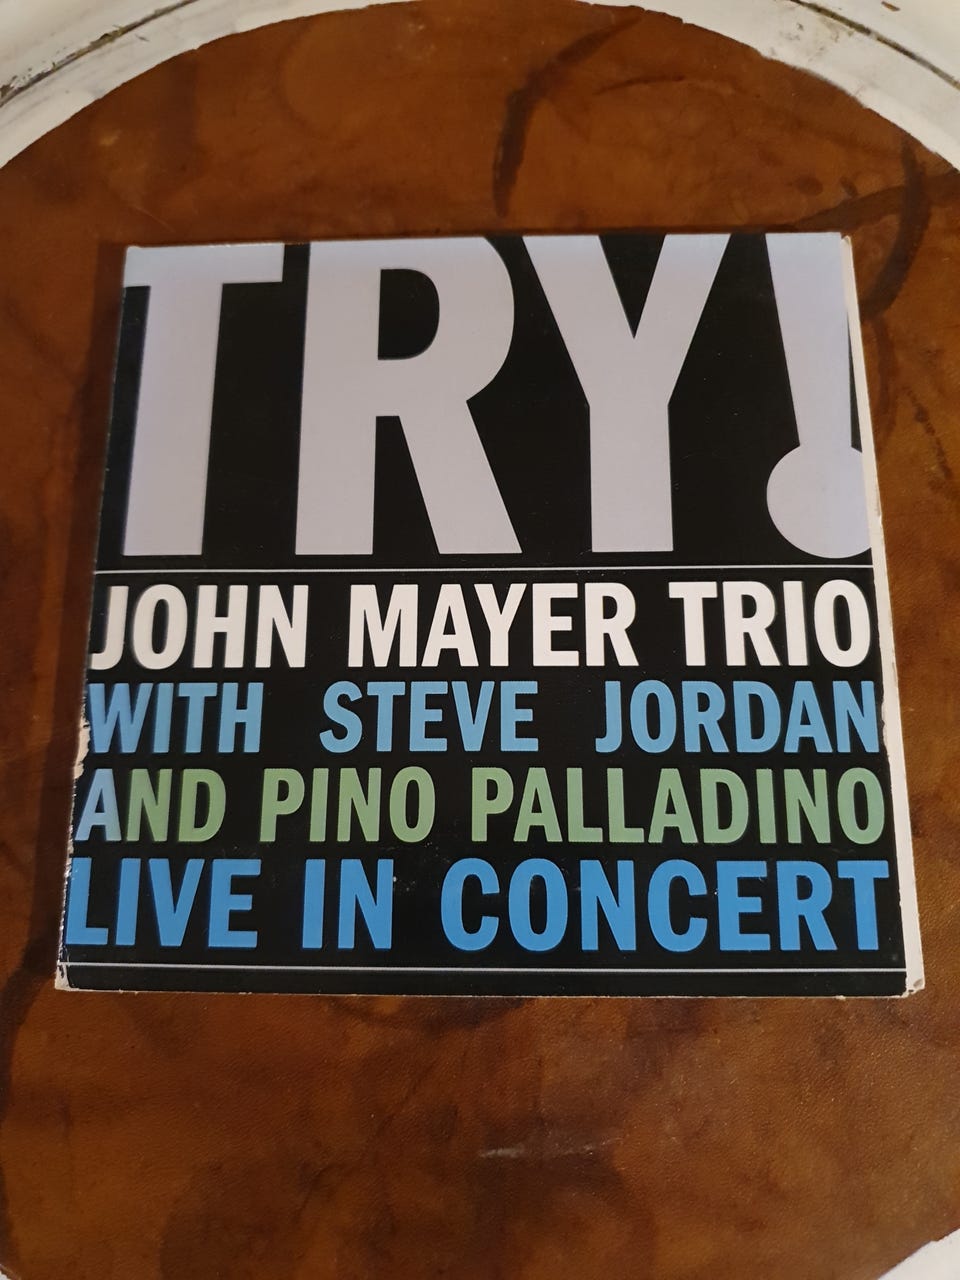 TRY!
JOHN MAYER TRIO
WITH STEVE JORDAN
AND PINO PALLADINO
LIVE IN CONCERT